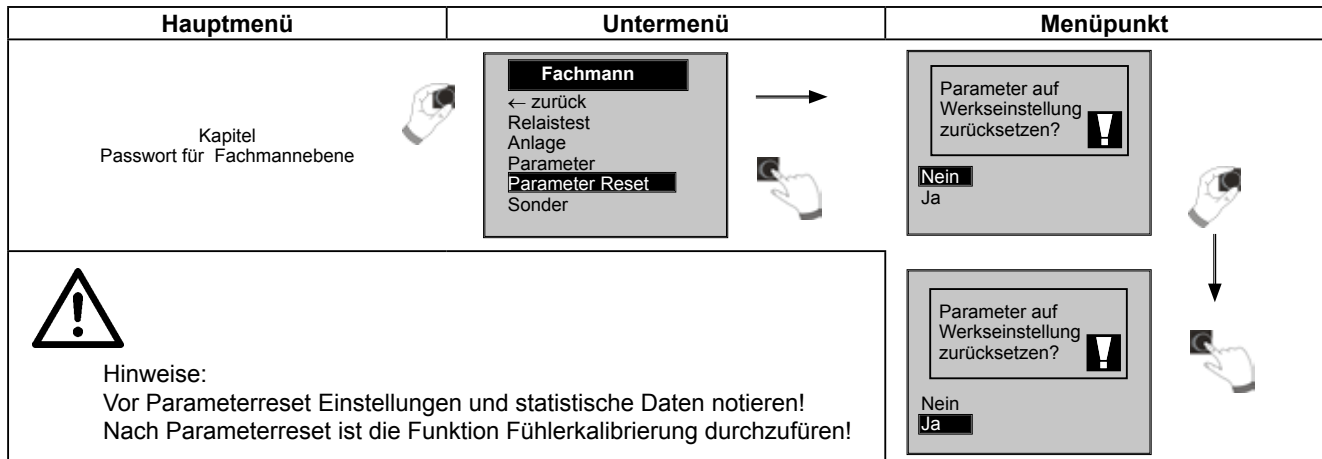 Hauptmenü
Untermenü
Menüpunkt
Kapitel
Passwort für Fachmannebene
Fachmann
← zurück
Relaistest
Anlage
Parameter
Parameter Reset
Sonder
Parameter auf
Werkseinstellung
zurücksetzen?
!
Nein
Ja
!
Hinweise:
Vor Parameterreset Einstellungen und statistische Daten notieren!
Nach Parameterreset ist die Funktion Fühlerkalibrierung durchzufüren!
Parameter auf
Werkseinstellung
zurücksetzen?
!
Nein
Ja